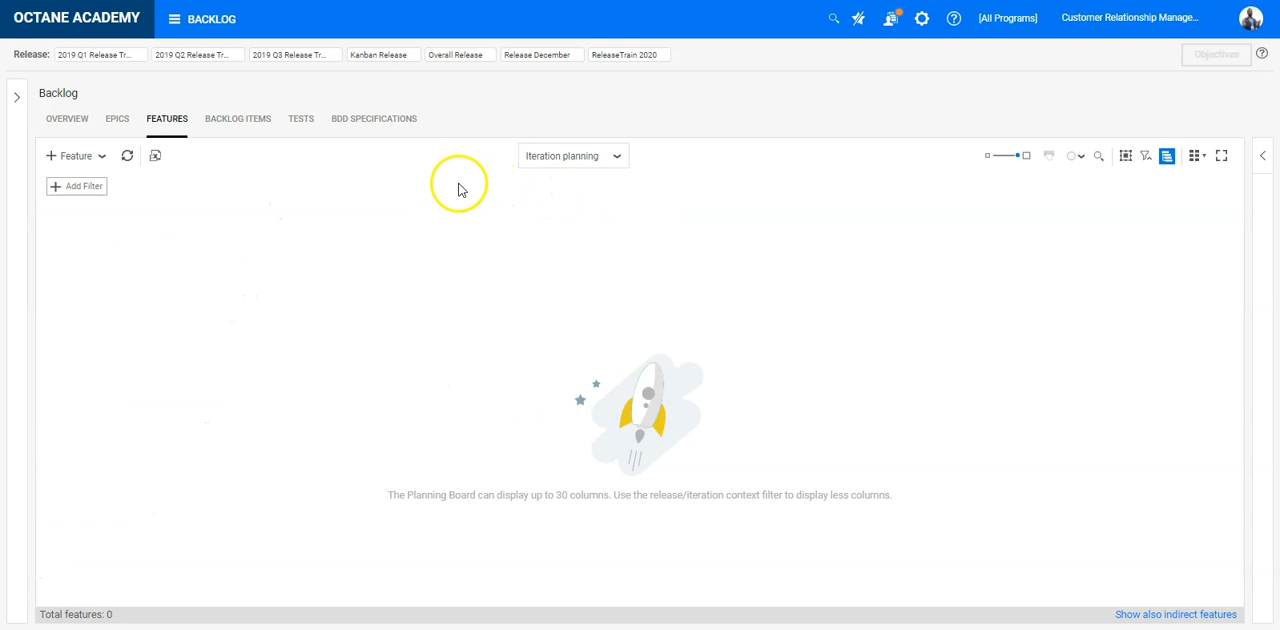 OCTANE ACADEMY
BACKLOG
[All Programs]
Customer Relationship Manage...
Release:
2019 Q1 Release Tr...
2019 Q2 Release Tr...
2019 Q3 Release Tr...
Kanban Release
Overall Release
Release December
ReleaseTrain 2020
Objectives
Backlog
OVERVIEW
EPICS
FEATURES
BACKLOG ITEMS
TESTS
BDD SPECIFICATIONS
+ Feature
Iteration planning
+ Add Filter
The Planning Board can display up to 30 columns. Use the release/iteration context filter to display less columns.
Total features: 0
Show also indirect features